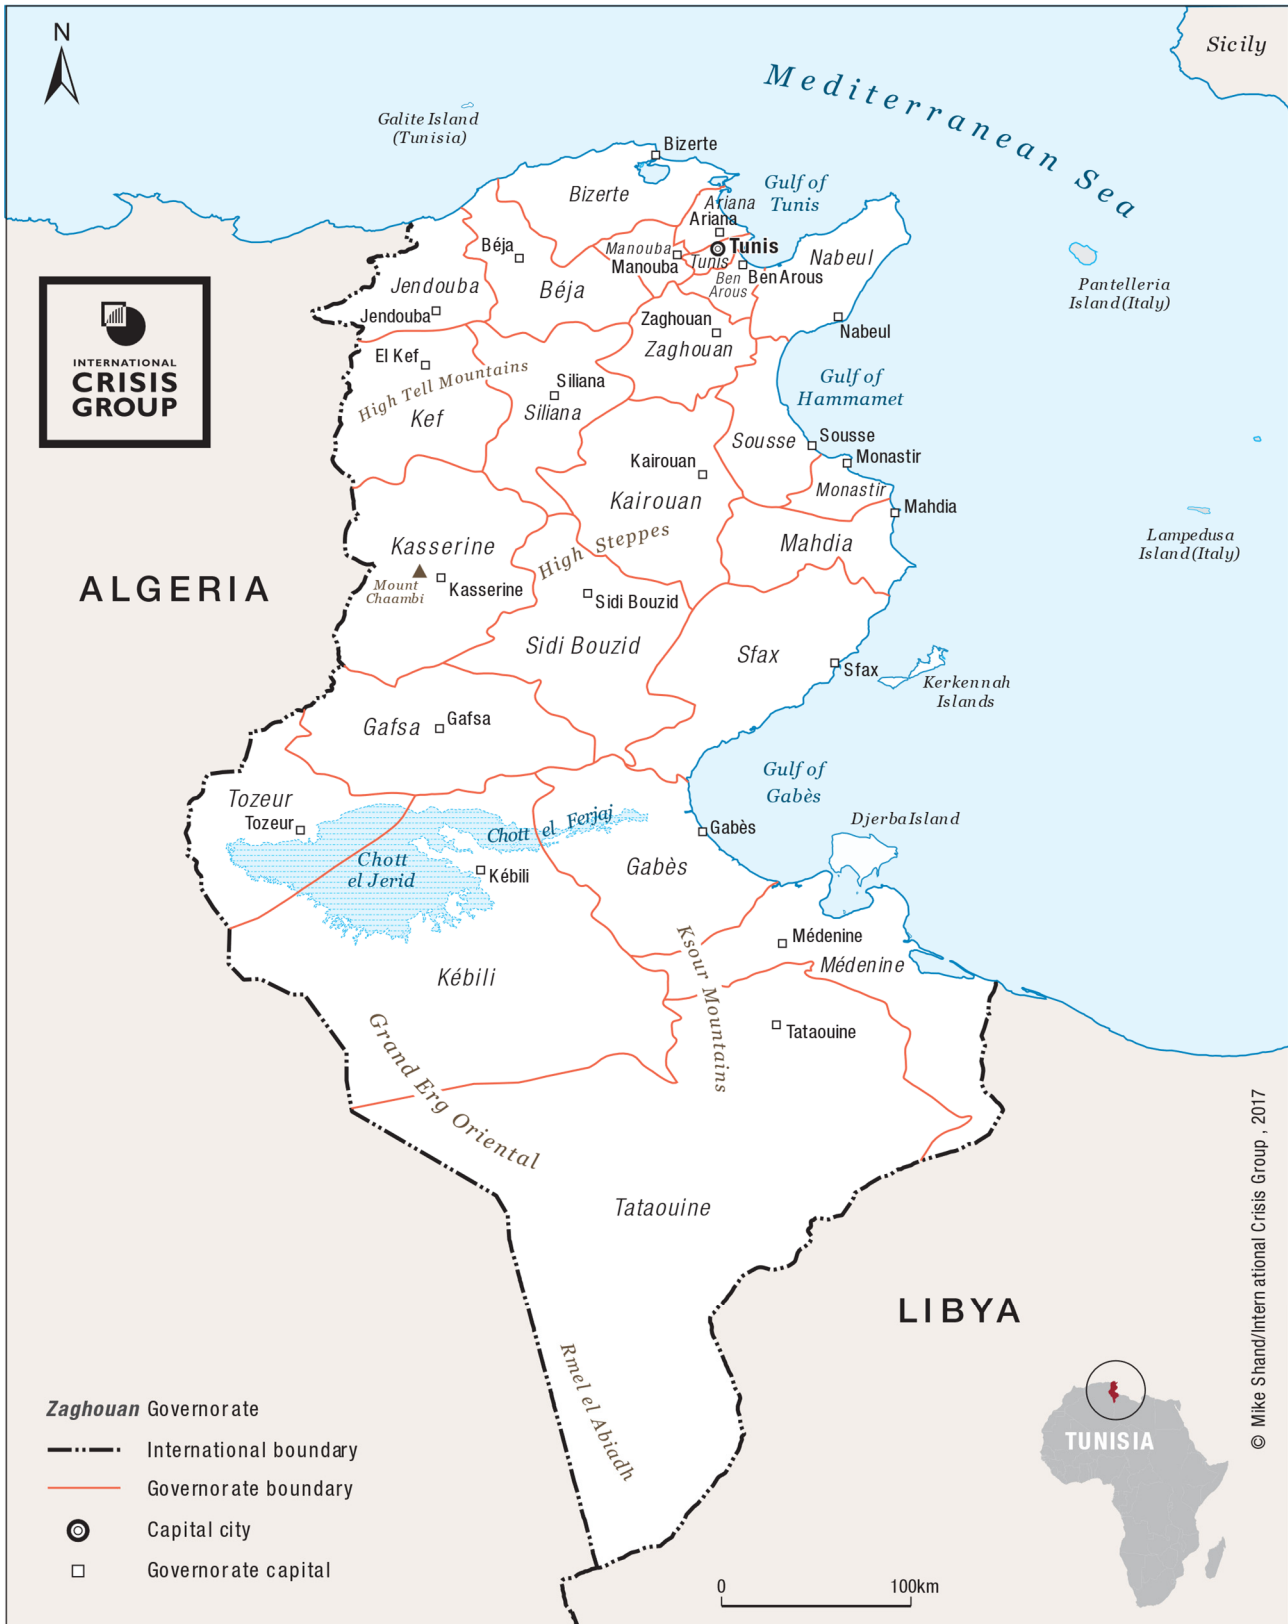 N
Sicily
Mediterranean Sea
Galite Island
(Tunisia)
Bizerte
Bizerte
Gulf of
Tunis
Ariana
Ariana
Tunis
Manouba
Manouba
Tunis
Ben
Arous
Ben Arous
Nabeul
Nabeul
Béja
Béja
Jendouba
Jendouba
Pantelleria
Island (Italy)
INTERNATIONAL
CRISIS
GROUP
Zaghouan
Zaghouan
El Kef
High Tell Mountains
Kef
Siliana
Siliana
Gulf of
Hammamet
Sousse
Sousse
Monastir
Monastir
Kairouan
Kairouan
Mahdia
Mahdia
Lampedusa
Island (Italy)
Kasserine
High Steppes
Mount
Chaambi
Kasserine
ALGERIA
Sidi Bouzid
Sidi Bouzid
Sfax
Sfax
Kerkennah
Islands
Gafsa
Gafsa
Gulf of
Gabès
Tozeur
Tozeur
Chott el Ferjaj
Chott
el Jerid
Kébili
Gabès
Gabès
Djerba Island
Médenine
Médenine
Kébili
Ksour Mountains
Grand Erg Oriental
Tataouine
Tataouine
LIBYA
Rmel el Abiadh
Zaghouan Governorate
International boundary
Governorate boundary
Capital city
Governorate capital
0 100km
TUNISIA
© Mike Shand/Intern ational Crisis Group , 2017